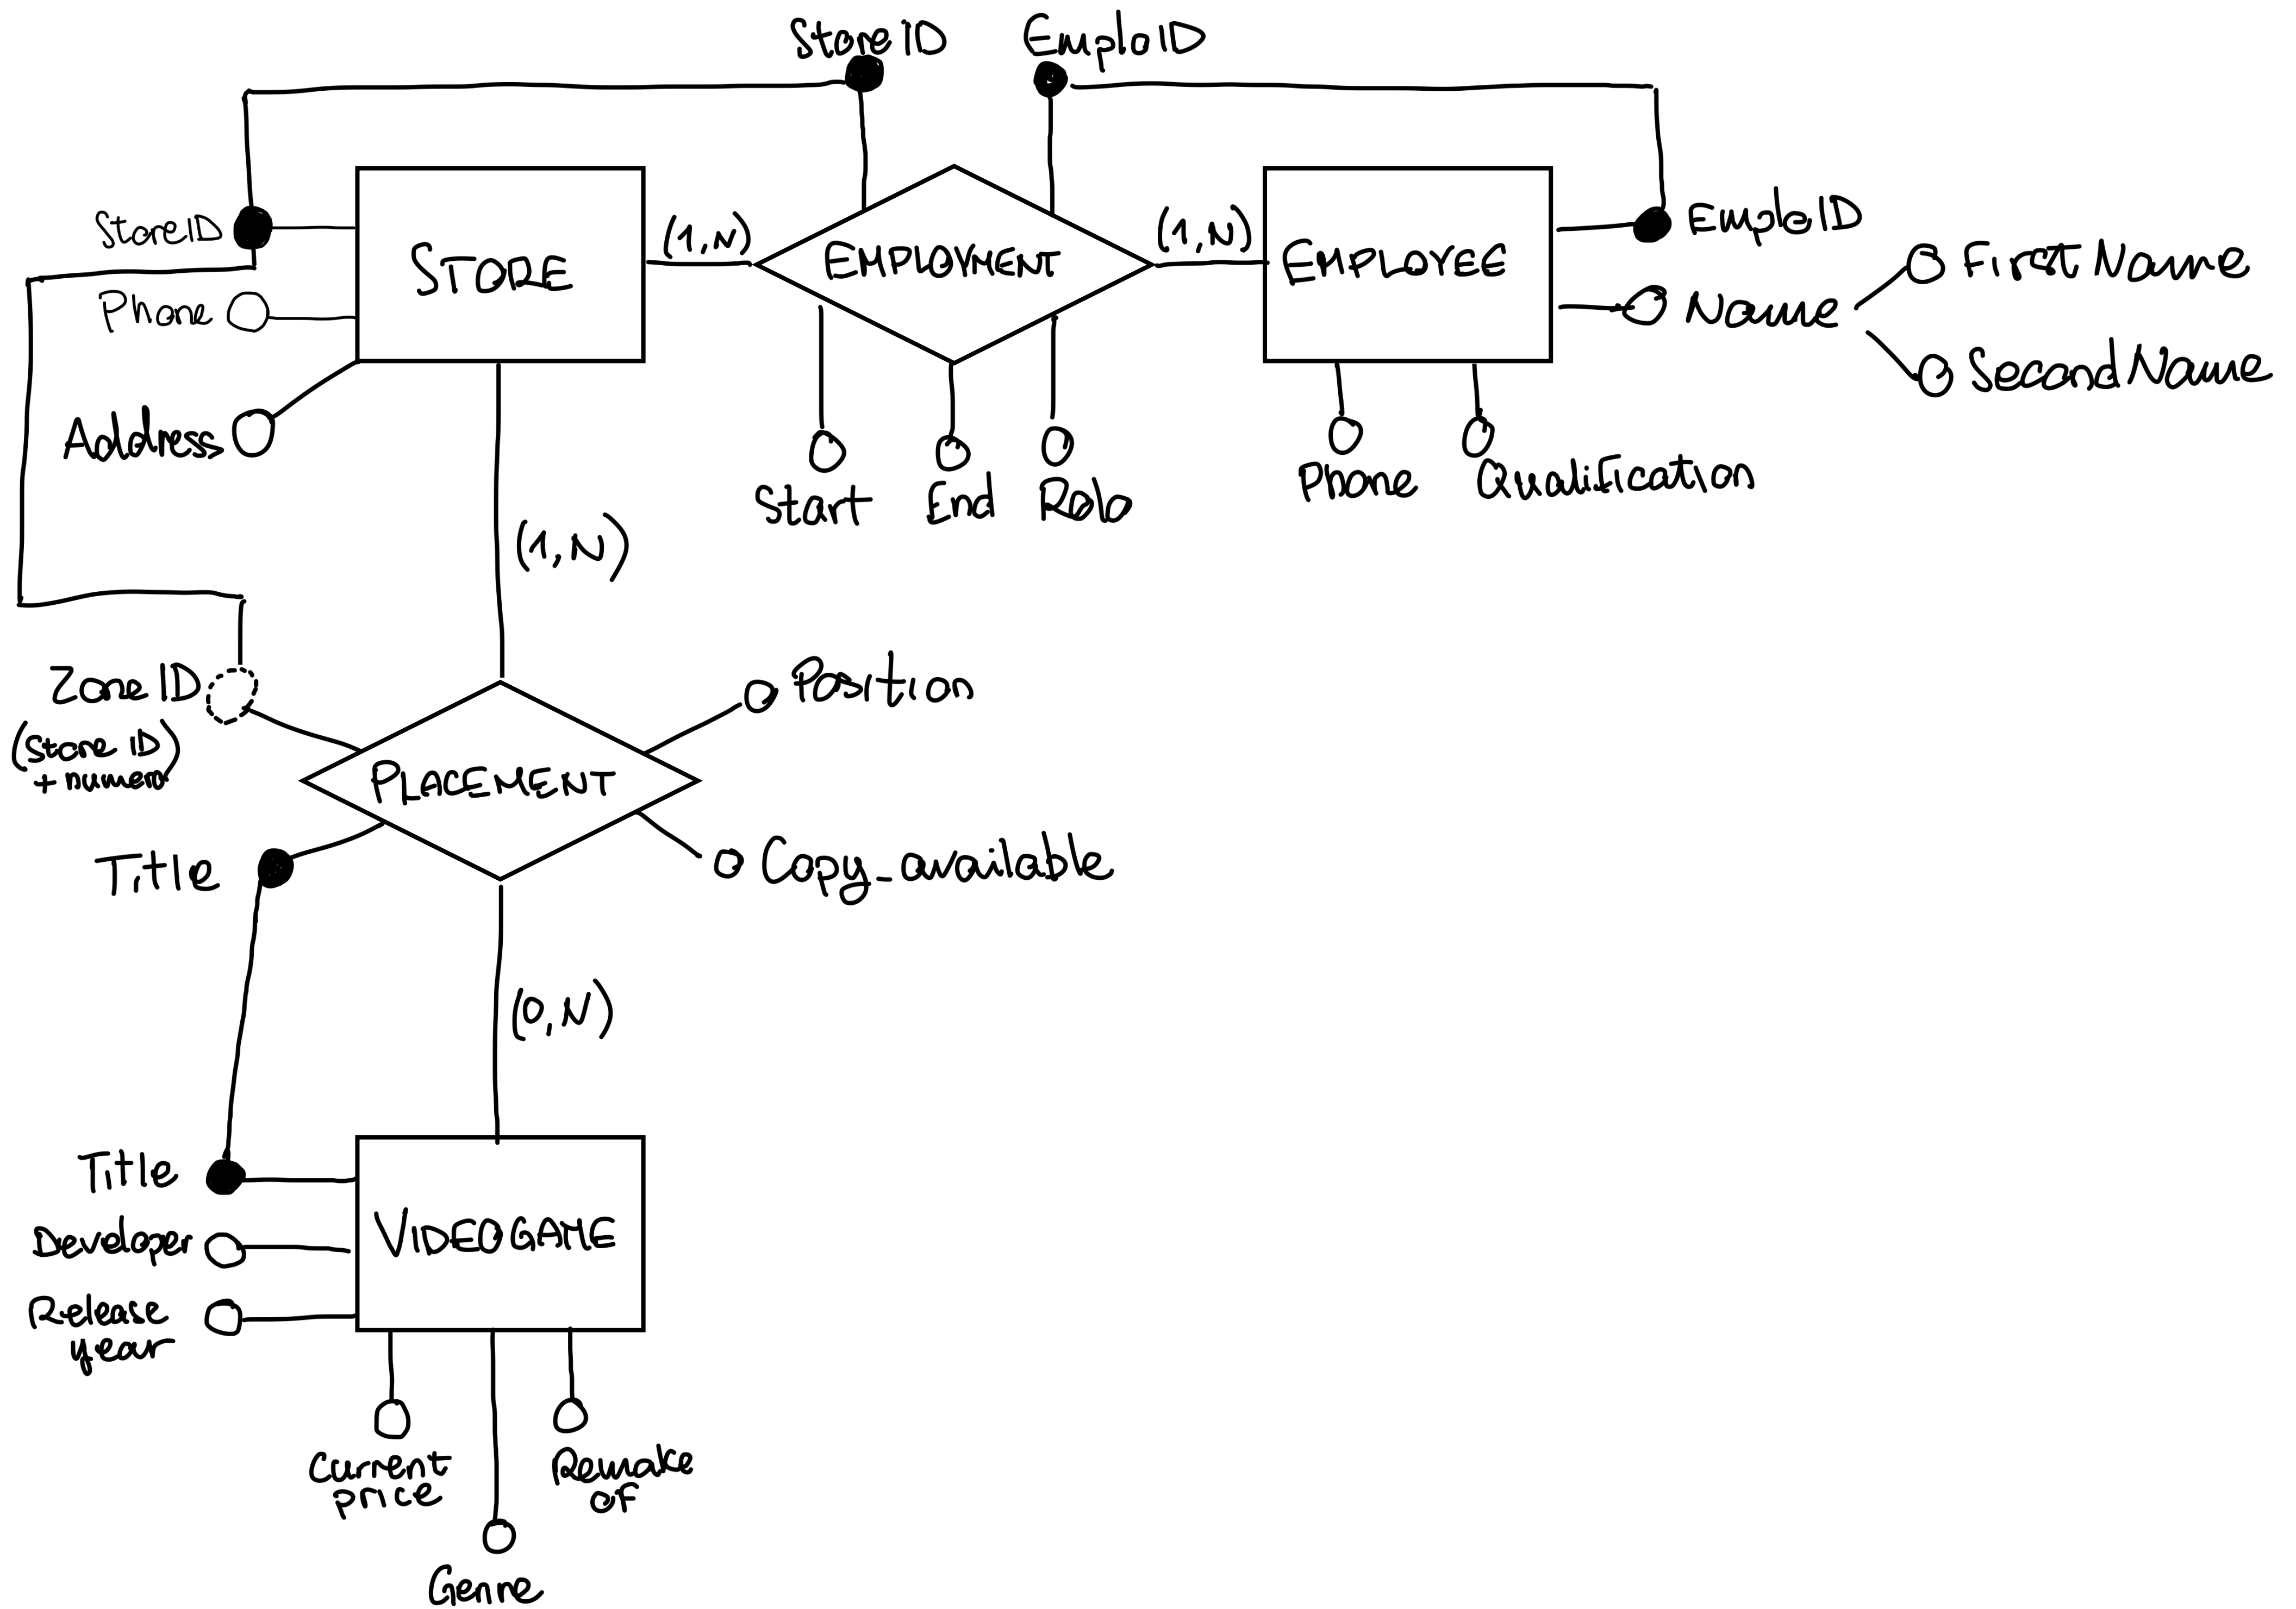 StoreID
EmploID
StoreID
Phone
Address
STORE
(1,N)
EMPLOYMENT
(1,N)
EMPLOYEE
EmploID
Name
First Name
Second Name
Start
End
Rolo
Phone
Qualification
(1,N)
Zone ID
(Store ID
+ numero)
Position
PLACEMENT
Title
Copy_available
(0,N)
Title
Developer
Release
year
VIDEOGAME
Current
price
Remake
of
Genre